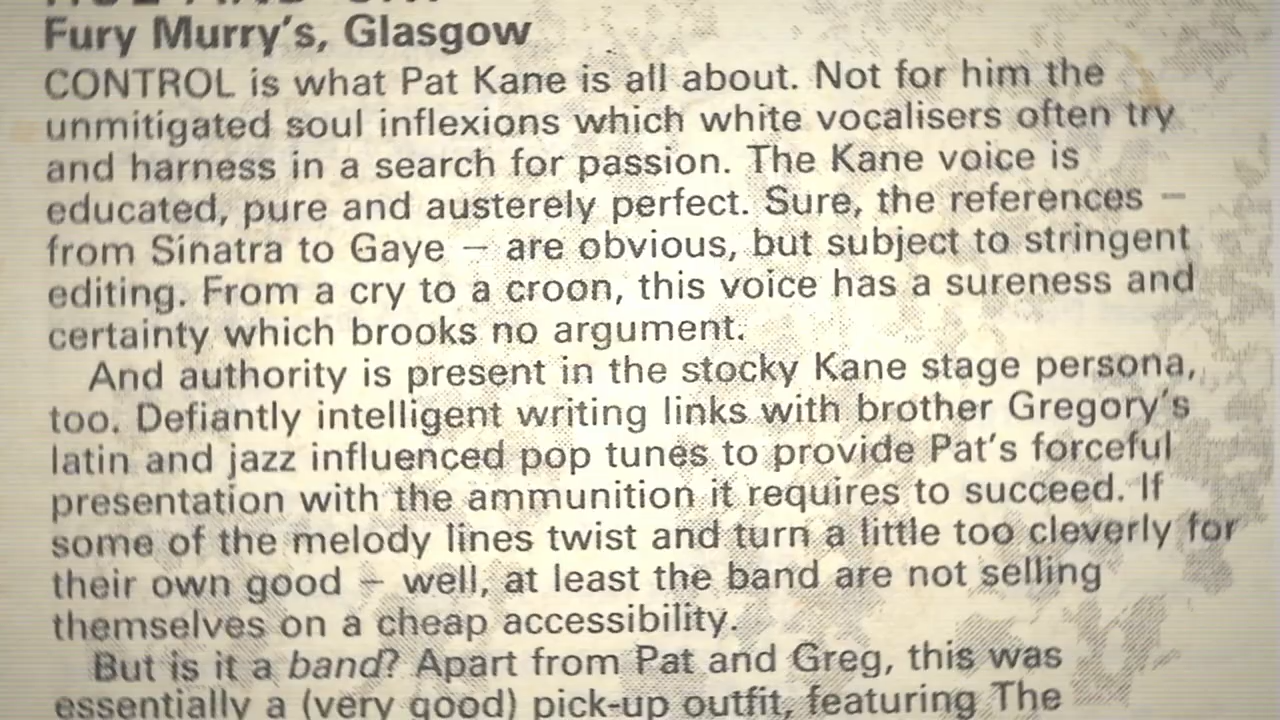 Fury Murry's, Glasgow
CONTROL is what Pat Kane is all about. Not for him the
unmitigated soul inflexions which white vocalisers often try
and harness in a search for passion. The Kane voice is
educated, pure and austerely perfect. Sure, the references —
from Sinatra to Gaye — are obvious, but subject to stringent
editing. From a cry to a croon, this voice has a sureness and
certainty which brooks no argument.
And authority is present in the stocky Kane stage persona,
too. Defiantly intelligent writing links with brother Gregory's
latin and jazz influenced pop tunes to provide Pat's forceful
presentation with the ammunition it requires to succeed. If
some of the melody lines twist and turn a little too cleverly for
their own good — well, at least the band are not selling
themselves on a cheap accessibility.
But is it a band? Apart from Pat and Greg, this was
essentially a (very good) pick-up outfit, featuring The